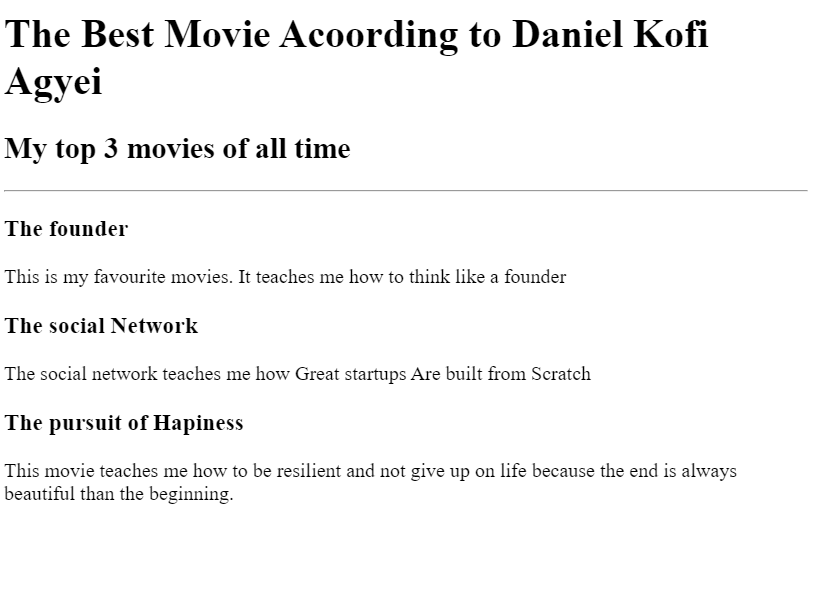 The Best Movie Acoording to Daniel Kofi
Agyei
My top 3 movies of all time
The founder
This is my favourite movies. It teaches me how to think like a founder
The social Network
The social network teaches me how Great startups Are built from Scratch
The pursuit of Hapiness
This movie teaches me how to be resilient and not give up on life because the end is always
beautiful than the beginning.